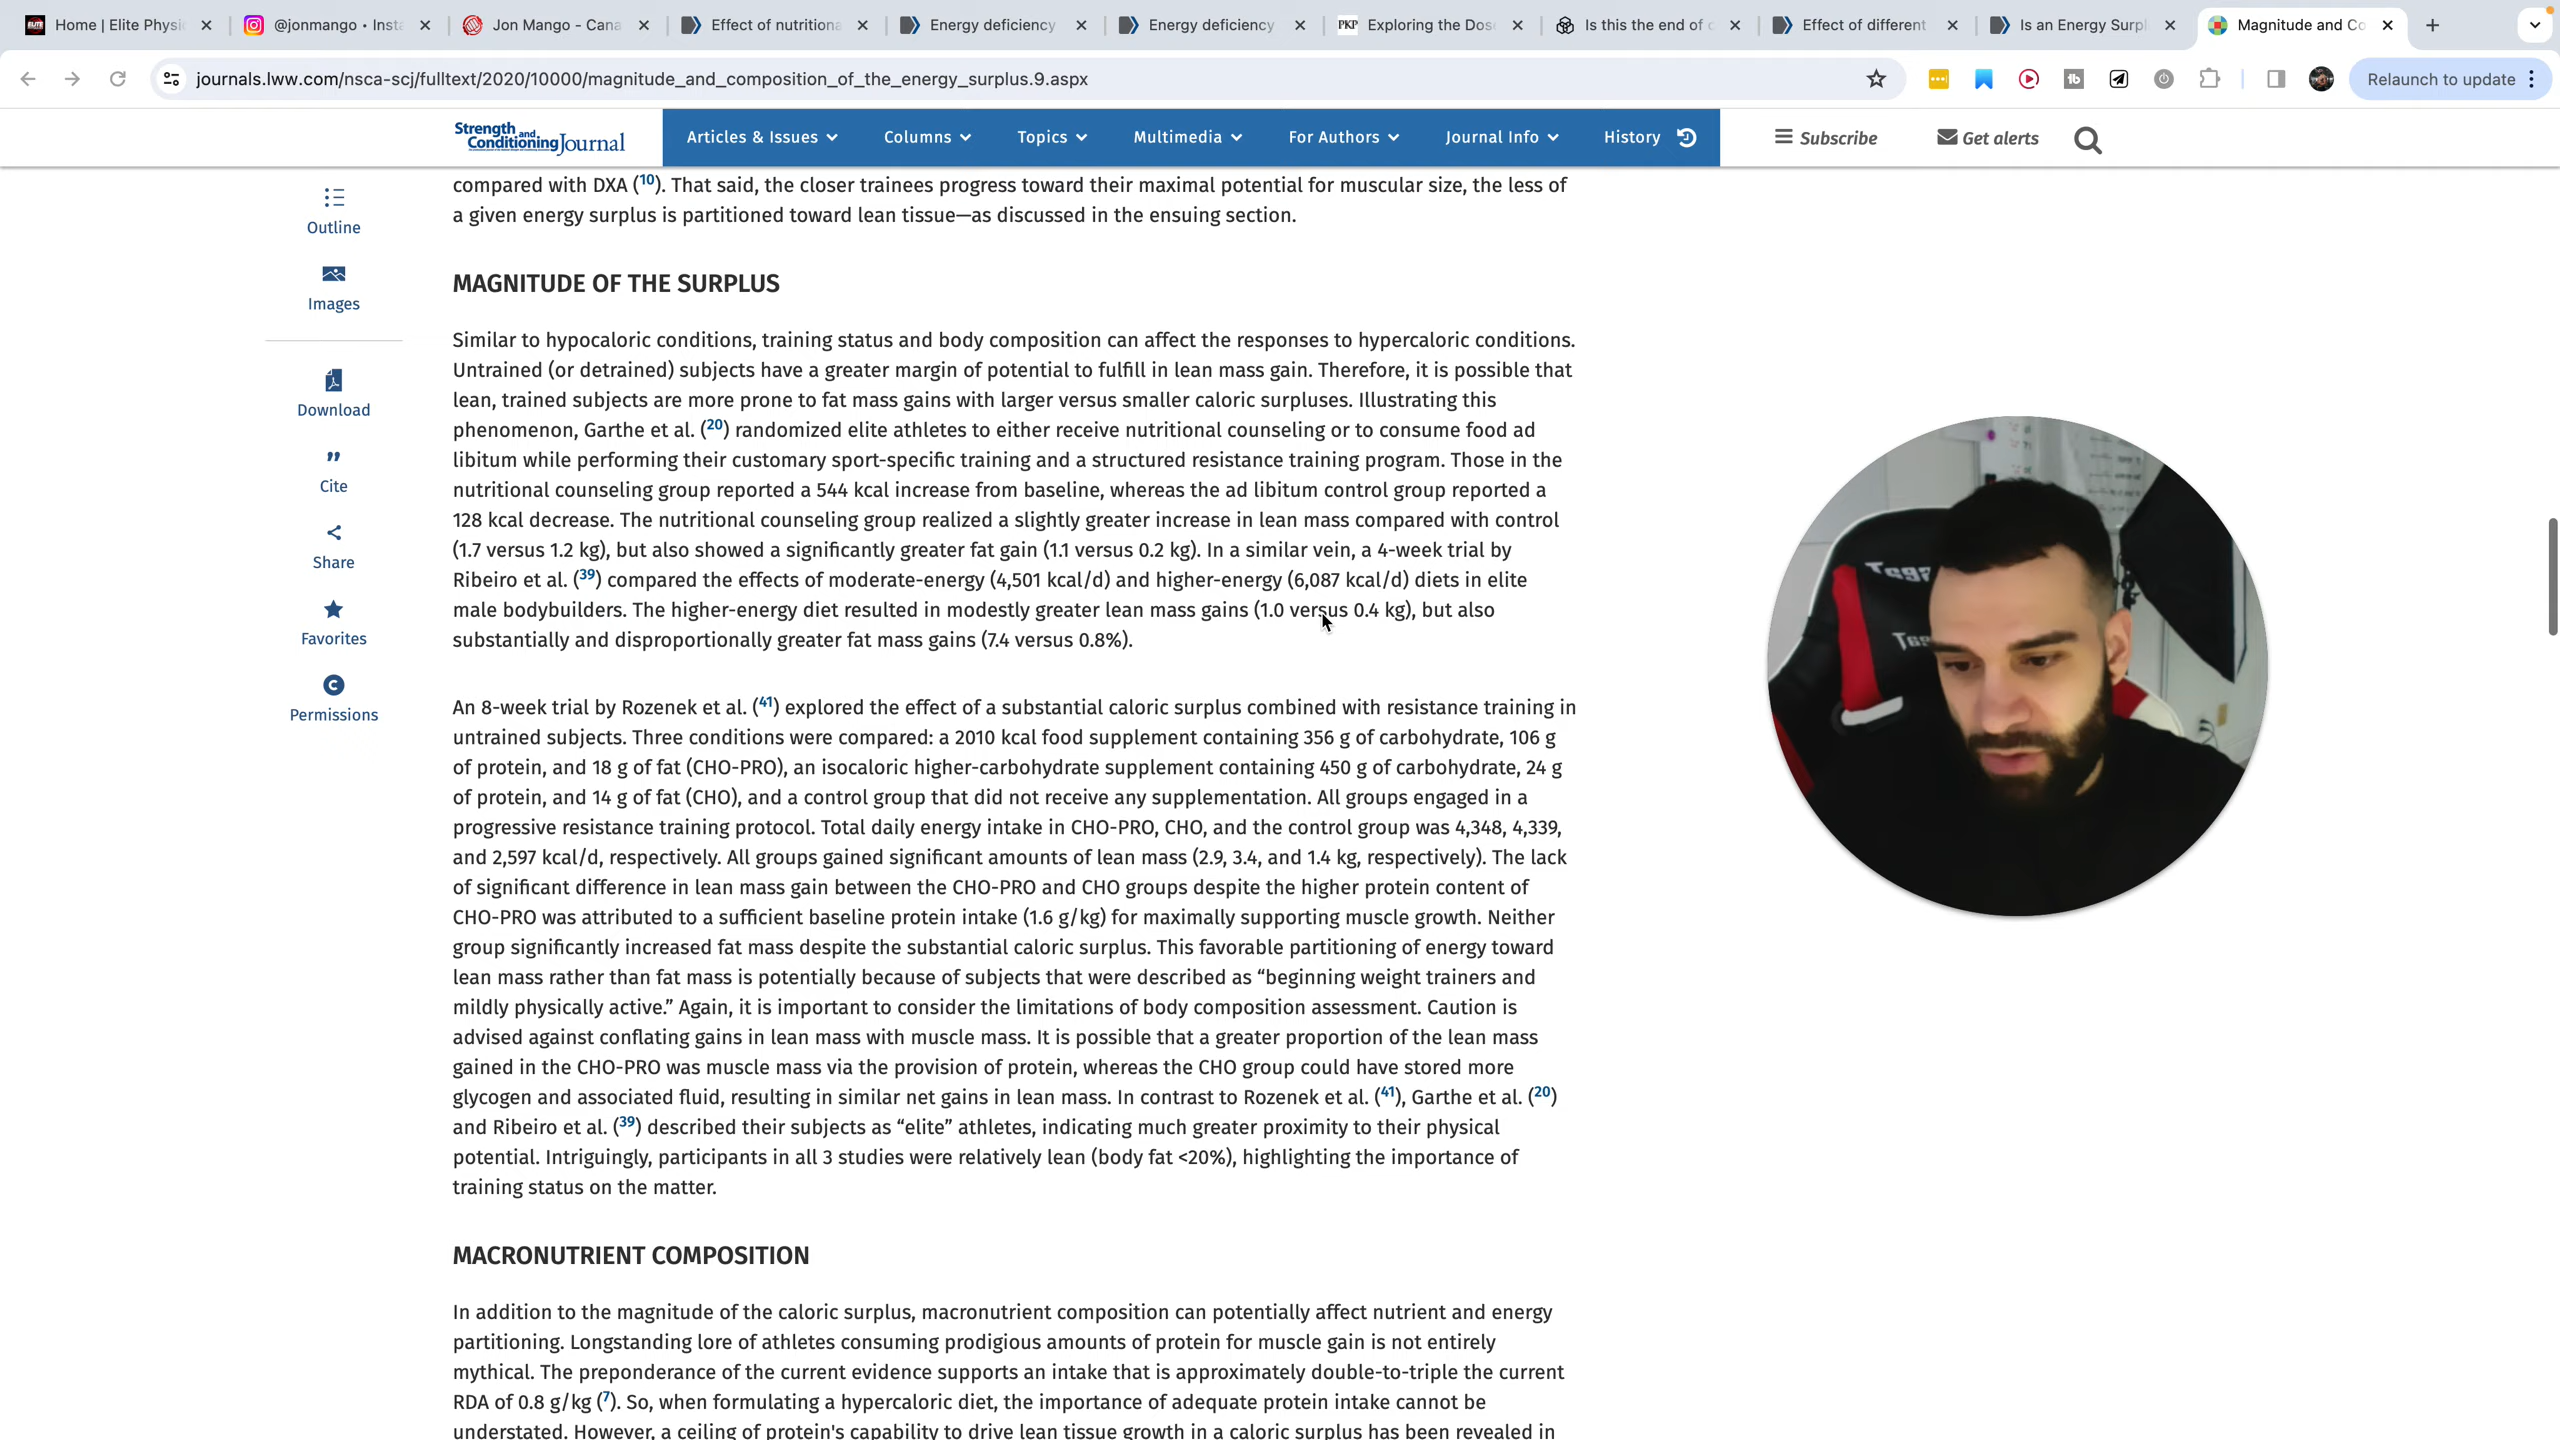 Home | Elite Physi
@jonmango • Insta
Jon Mango - Cana
Effect of nutritiona
Energy deficiency
Energy deficiency
PKP Exploring the Dos
Is this the end of c
Effect of different
Is an Energy Surpl
Magnitude and Co
journals.lww.com/nsca-scj/fulltext/2020/10000/magnitude_and_composition_of_the_energy_surplus.9.aspx
Relaunch to update
Strength and Conditioning Journal
Articles & Issues
Columns
Topics
Multimedia
For Authors
Journal Info
History
Subscribe
Get alerts
Outline
Images
Download
Cite
Share
Favorites
Permissions
compared with DXA (10). That said, the closer trainees progress toward their maximal potential for muscular size, the less of
a given energy surplus is partitioned toward lean tissue—as discussed in the ensuing section.
MAGNITUDE OF THE SURPLUS
Similar to hypocaloric conditions, training status and body composition can affect the responses to hypercaloric conditions.
Untrained (or detrained) subjects have a greater margin of potential to fulfill in lean mass gain. Therefore, it is possible that
lean, trained subjects are more prone to fat mass gains with larger versus smaller caloric surpluses. Illustrating this
phenomenon, Garthe et al. (20) randomized elite athletes to either receive nutritional counseling or to consume food ad
libitum while performing their customary sport-specific training and a structured resistance training program. Those in the
nutritional counseling group reported a 544 kcal increase from baseline, whereas the ad libitum control group reported a
128 kcal decrease. The nutritional counseling group realized a slightly greater increase in lean mass compared with control
(1.7 versus 1.2 kg), but also showed a significantly greater fat gain (1.1 versus 0.2 kg). In a similar vein, a 4-week trial by
Ribeiro et al. (39) compared the effects of moderate-energy (4,501 kcal/d) and higher-energy (6,087 kcal/d) diets in elite
male bodybuilders. The higher-energy diet resulted in modestly greater lean mass gains (1.0 versus 0.4 kg), but also
substantially and disproportionally greater fat mass gains (7.4 versus 0.8%).
An 8-week trial by Rozenek et al. (41) explored the effect of a substantial caloric surplus combined with resistance training in
untrained subjects. Three conditions were compared: a 2010 kcal food supplement containing 356 g of carbohydrate, 106 g
of protein, and 18 g of fat (CHO-PRO), an isocaloric higher-carbohydrate supplement containing 450 g of carbohydrate, 24 g
of protein, and 14 g of fat (CHO), and a control group that did not receive any supplementation. All groups engaged in a
progressive resistance training protocol. Total daily energy intake in CHO-PRO, CHO, and the control group was 4,348, 4,339,
and 2,597 kcal/d, respectively. All groups gained significant amounts of lean mass (2.9, 3.4, and 1.4 kg, respectively). The lack
of significant difference in lean mass gain between the CHO-PRO and CHO groups despite the higher protein content of
CHO-PRO was attributed to a sufficient baseline protein intake (1.6 g/kg) for maximally supporting muscle growth. Neither
group significantly increased fat mass despite the substantial caloric surplus. This favorable partitioning of energy toward
lean mass rather than fat mass is potentially because of subjects that were described as “beginning weight trainers and
mildly physically active.” Again, it is important to consider the limitations of body composition assessment. Caution is
advised against conflating gains in lean mass with muscle mass. It is possible that a greater proportion of the lean mass
gained in the CHO-PRO was muscle mass via the provision of protein, whereas the CHO group could have stored more
glycogen and associated fluid, resulting in similar net gains in lean mass. In contrast to Rozenek et al. (41), Garthe et al. (20)
and Ribeiro et al. (39) described their subjects as “elite” athletes, indicating much greater proximity to their physical
potential. Intriguingly, participants in all 3 studies were relatively lean (body fat <20%), highlighting the importance of
training status on the matter.
MACRONUTRIENT COMPOSITION
In addition to the magnitude of the caloric surplus, macronutrient composition can potentially affect nutrient and energy
partitioning. Longstanding lore of athletes consuming prodigious amounts of protein for muscle gain is not entirely
mythical. The preponderance of the current evidence supports an intake that is approximately double-to-triple the current
RDA of 0.8 g/kg (7). So, when formulating a hypercaloric diet, the importance of adequate protein intake cannot be
understated. However, a ceiling of protein's capability to drive lean tissue growth in a caloric surplus has been revealed in